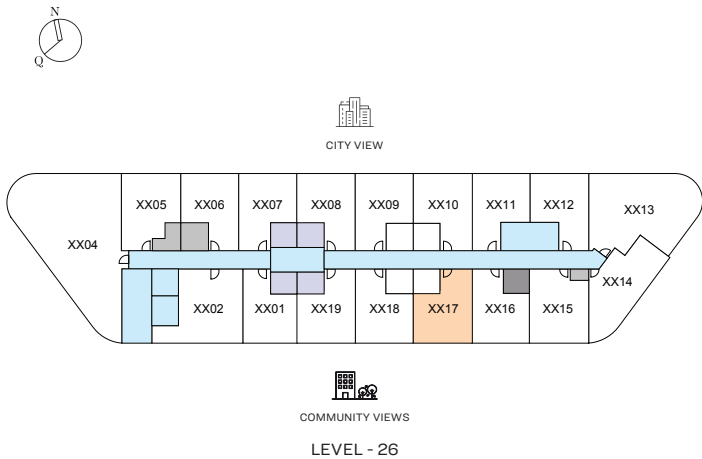 N
Q
CITY VIEW
XX05 XX06 XX07 XX08 XX09 XX10 XX11 XX12
XX13
XX04
XX14
XX02 XX01 XX19 XX18 XX17 XX16 XX15
COMMUNITY VIEWS
LEVEL - 26